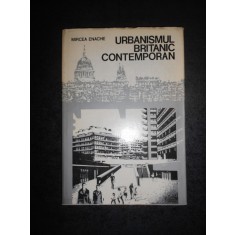 MIRCEA ENACHE
URBANISMUL
BRITANIC
CONTEMPORAN